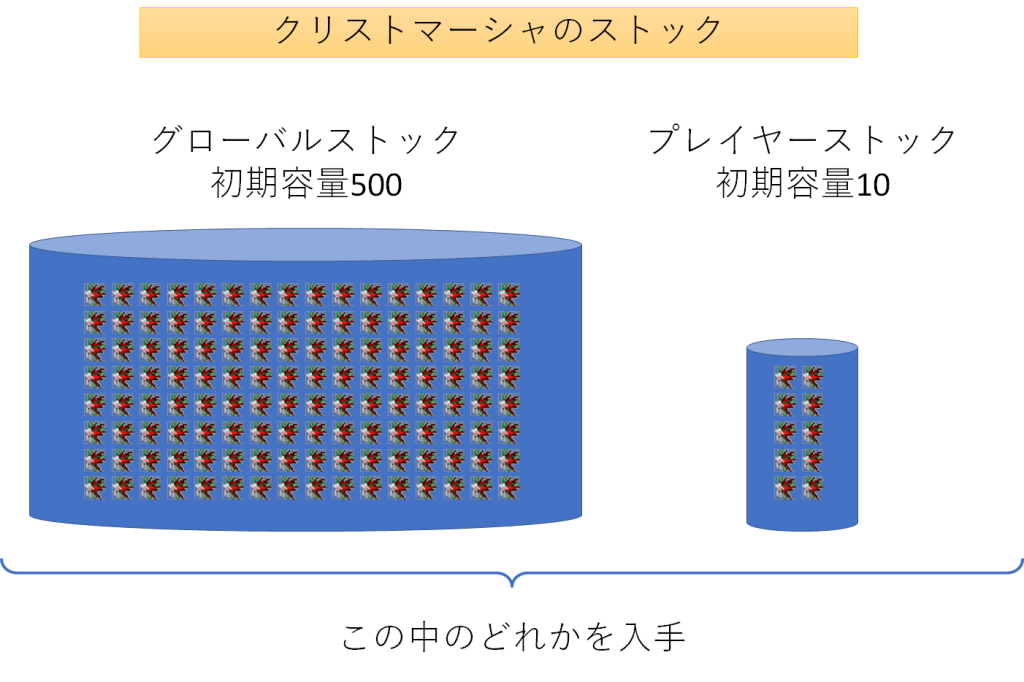 クリストマーシャのストック
グローバルストック
初期容量500
プレイヤーストック
初期容量10
この中のどれかを入手